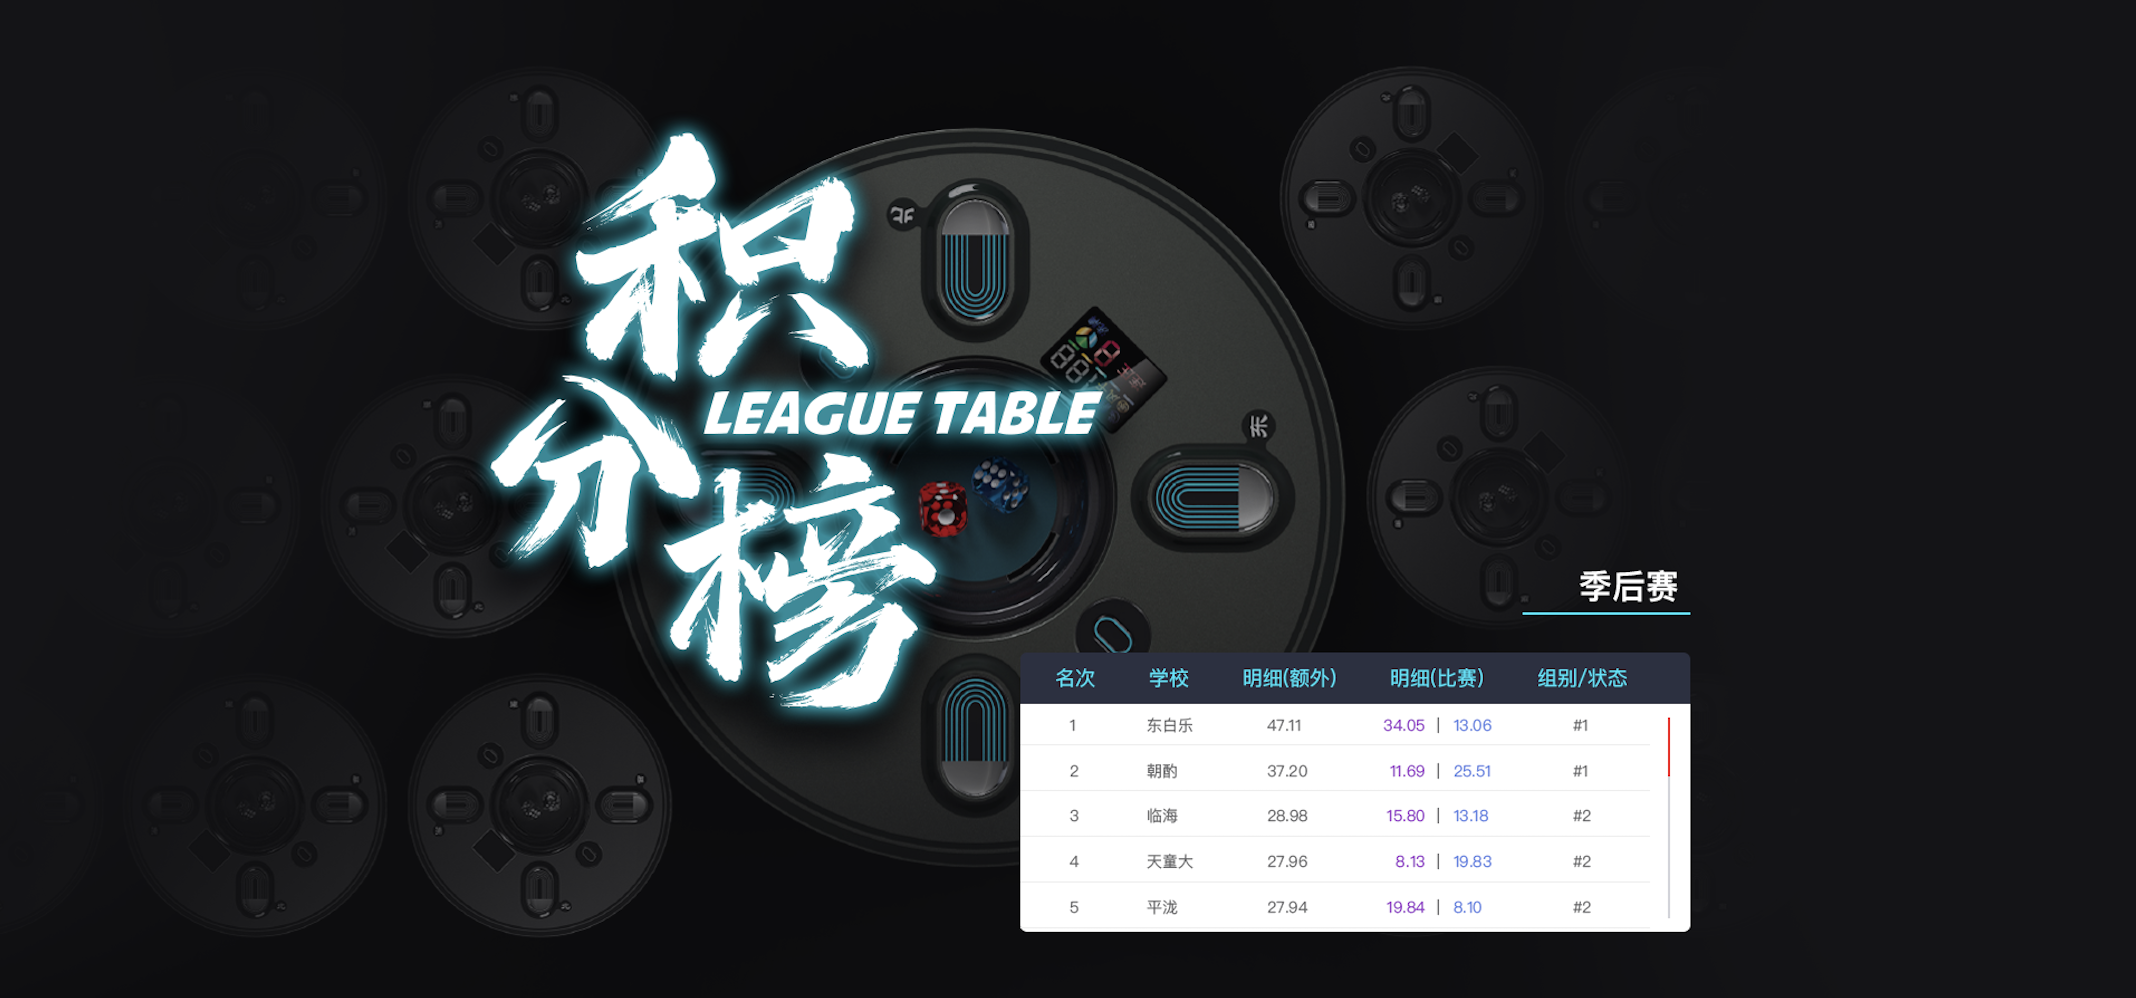 积分榜
LEAGUE TABLE
北
东
季后赛
名次 学校 明细(额外) 明细(比赛) 组别/状态
1 东白乐 47.11 34.05 | 13.06 #1
2 朝酌 37.20 11.69 | 25.51 #1
3 临海 28.98 15.80 | 13.18 #2
4 天童大 27.96 8.13 | 19.83 #2
5 平泷 27.94 19.84 | 8.10 #2